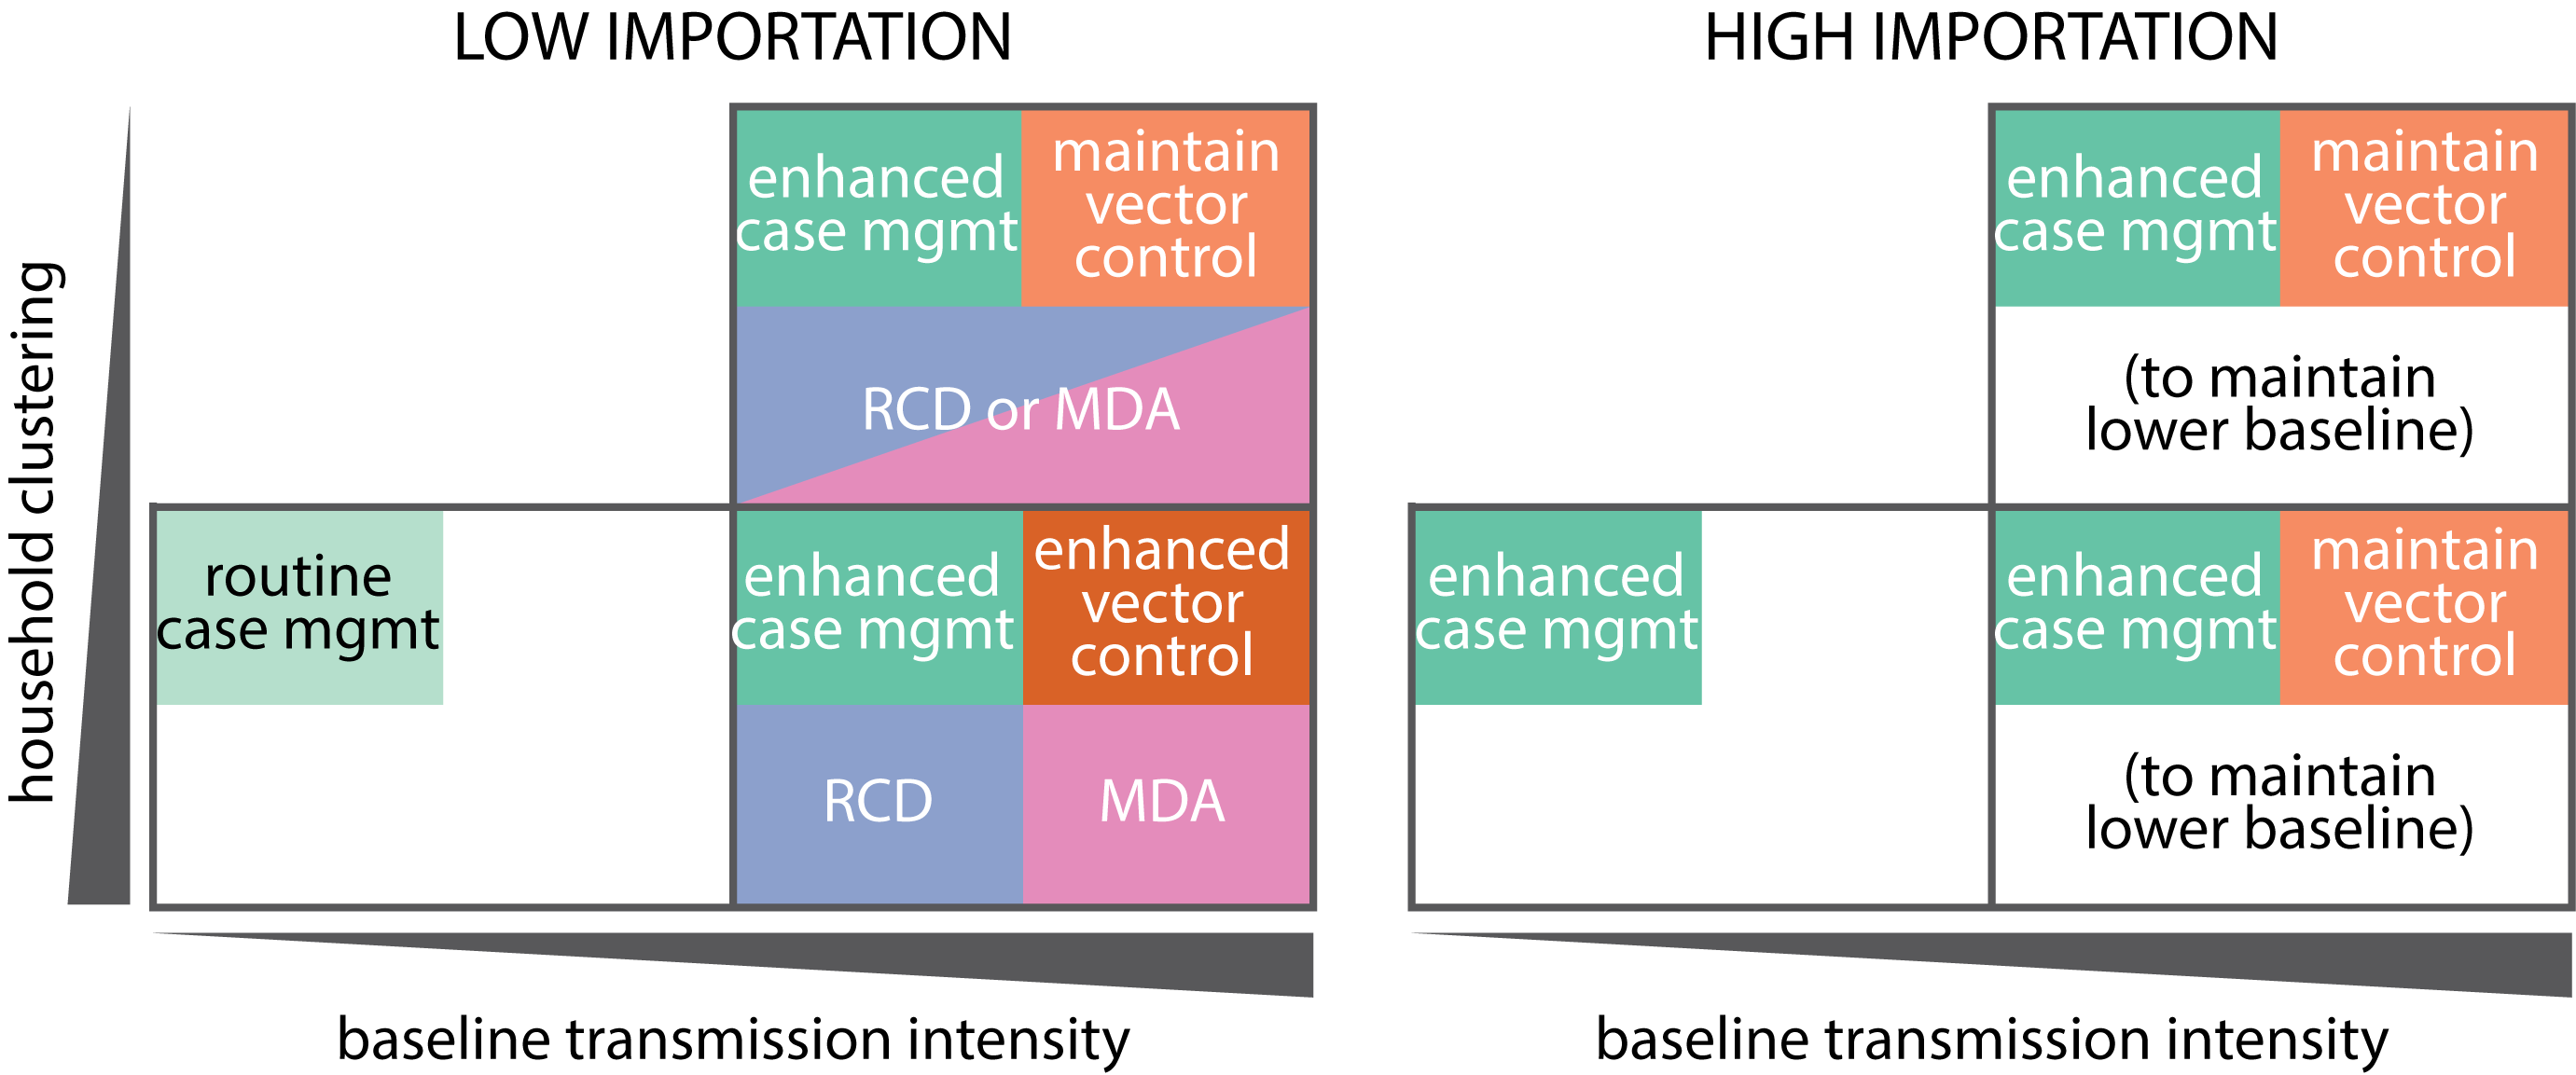 LOW IMPORTATION
household clustering
enhanced
case mgmt
maintain
vector
control
RCD or MDA
routine
case mgmt
enhanced
case mgmt
enhanced
vector
control
RCD
MDA
baseline transmission intensity
HIGH IMPORTATION
enhanced
case mgmt
maintain
vector
control
(to maintain
lower baseline)
enhanced
case mgmt
enhanced
case mgmt
maintain
vector
control
(to maintain
lower baseline)
baseline transmission intensity